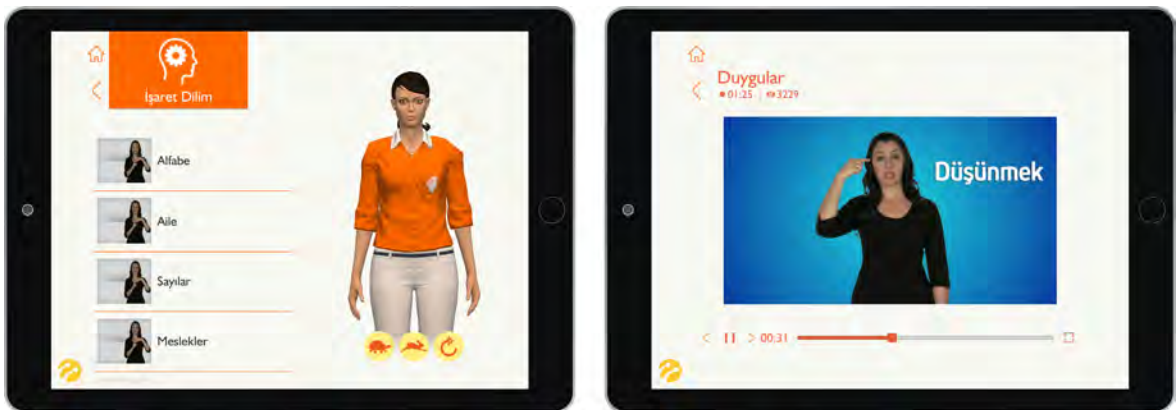 İşaret Dilim
Alfabe
Aile
Sayılar
Meslekler
Duygular
01:25 3229
Düşünmek
00:31